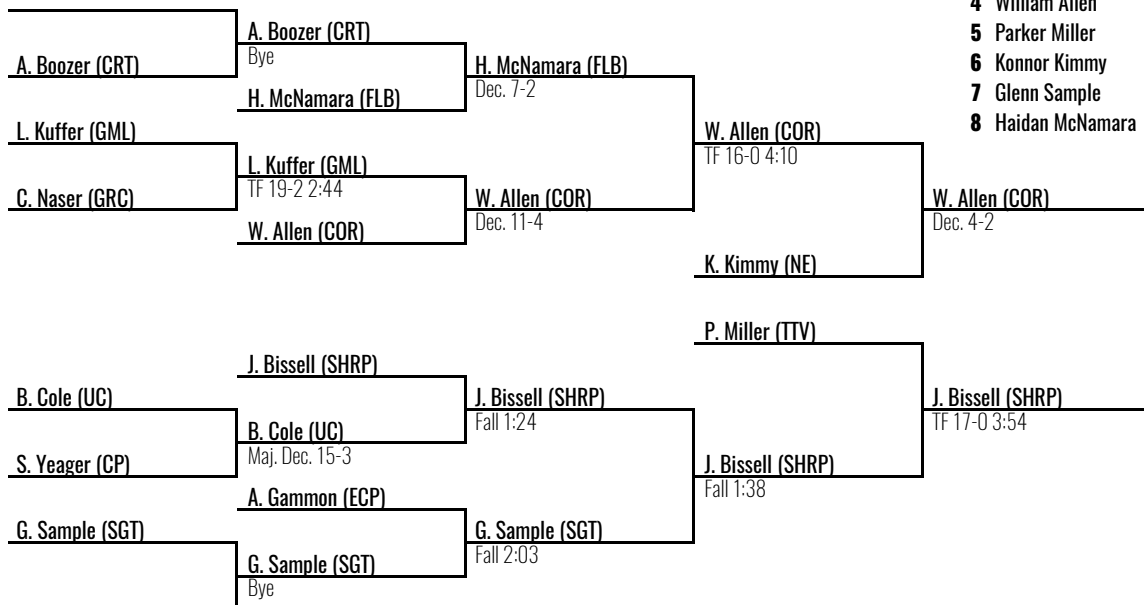 4 William Allen
5 Parker Miller
6 Konnor Kimmy
7 Glenn Sample
8 Haidan McNamara
A. Boozer (CRT)
Bye
A. Boozer (CRT)
H. McNamara (FLB)
Dec. 7-2
H. McNamara (FLB)
L. Kuffer (GML)
W. Allen (COR)
TF 16-0 4:10
L. Kuffer (GML)
TF 19-2 2:44
C. Naser (GRC)
W. Allen (COR)
Dec. 11-4
W. Allen (COR)
Dec. 4-2
W. Allen (COR)
K. Kimmy (NE)
P. Miller (TTV)
J. Bissell (SHRP)
B. Cole (UC)
J. Bissell (SHRP)
Fall 1:24
J. Bissell (SHRP)
TF 17-0 3:54
B. Cole (UC)
Maj. Dec. 15-3
S. Yeager (CP)
J. Bissell (SHRP)
Fall 1:38
A. Gammon (ECP)
G. Sample (SGT)
G. Sample (SGT)
Fall 2:03
G. Sample (SGT)
Bye